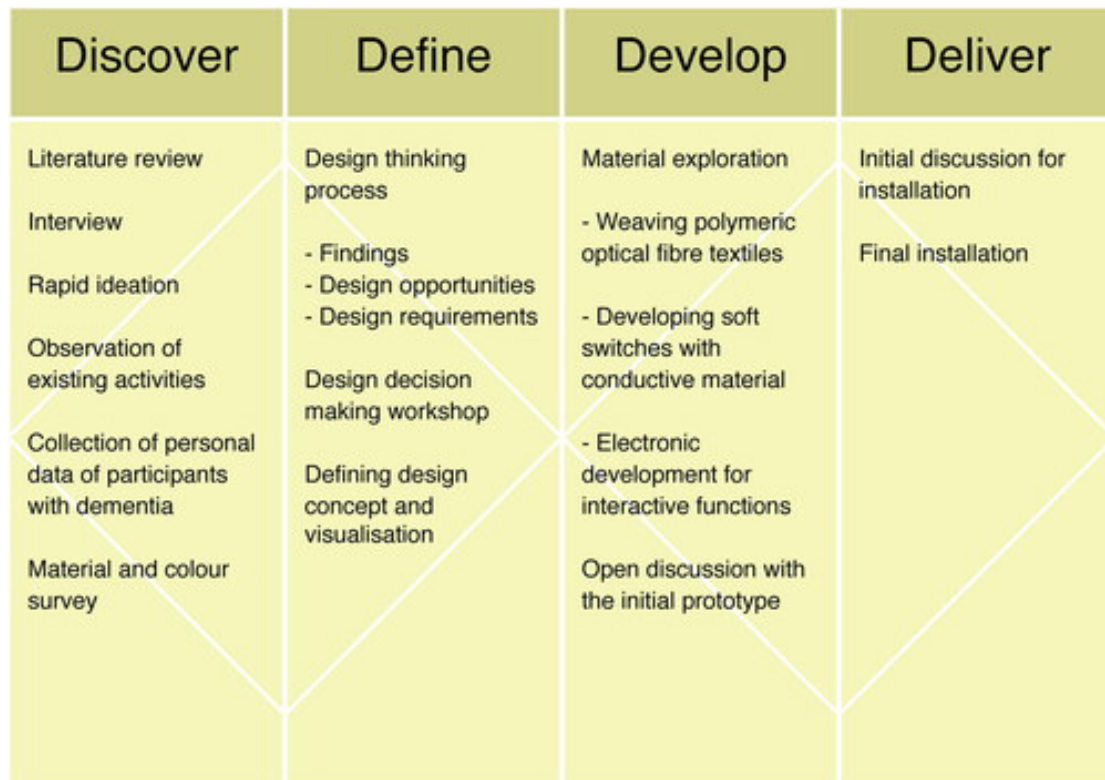 Discover
Literature review
Interview
Rapid ideation
Observation of
existing activities
Collection of personal
data of participants
with dementia
Material and colour
survey
Define
Design thinking
process
- Findings
- Design opportunities
- Design requirements
Design decision
making workshop
Defining design
concept and
visualisation
Develop
Material exploration
- Weaving polymeric
optical fibre textiles
- Developing soft
switches with
conductive material
- Electronic
development for
interactive functions
Open discussion with
the initial prototype
Deliver
Initial discussion for
installation
Final installation